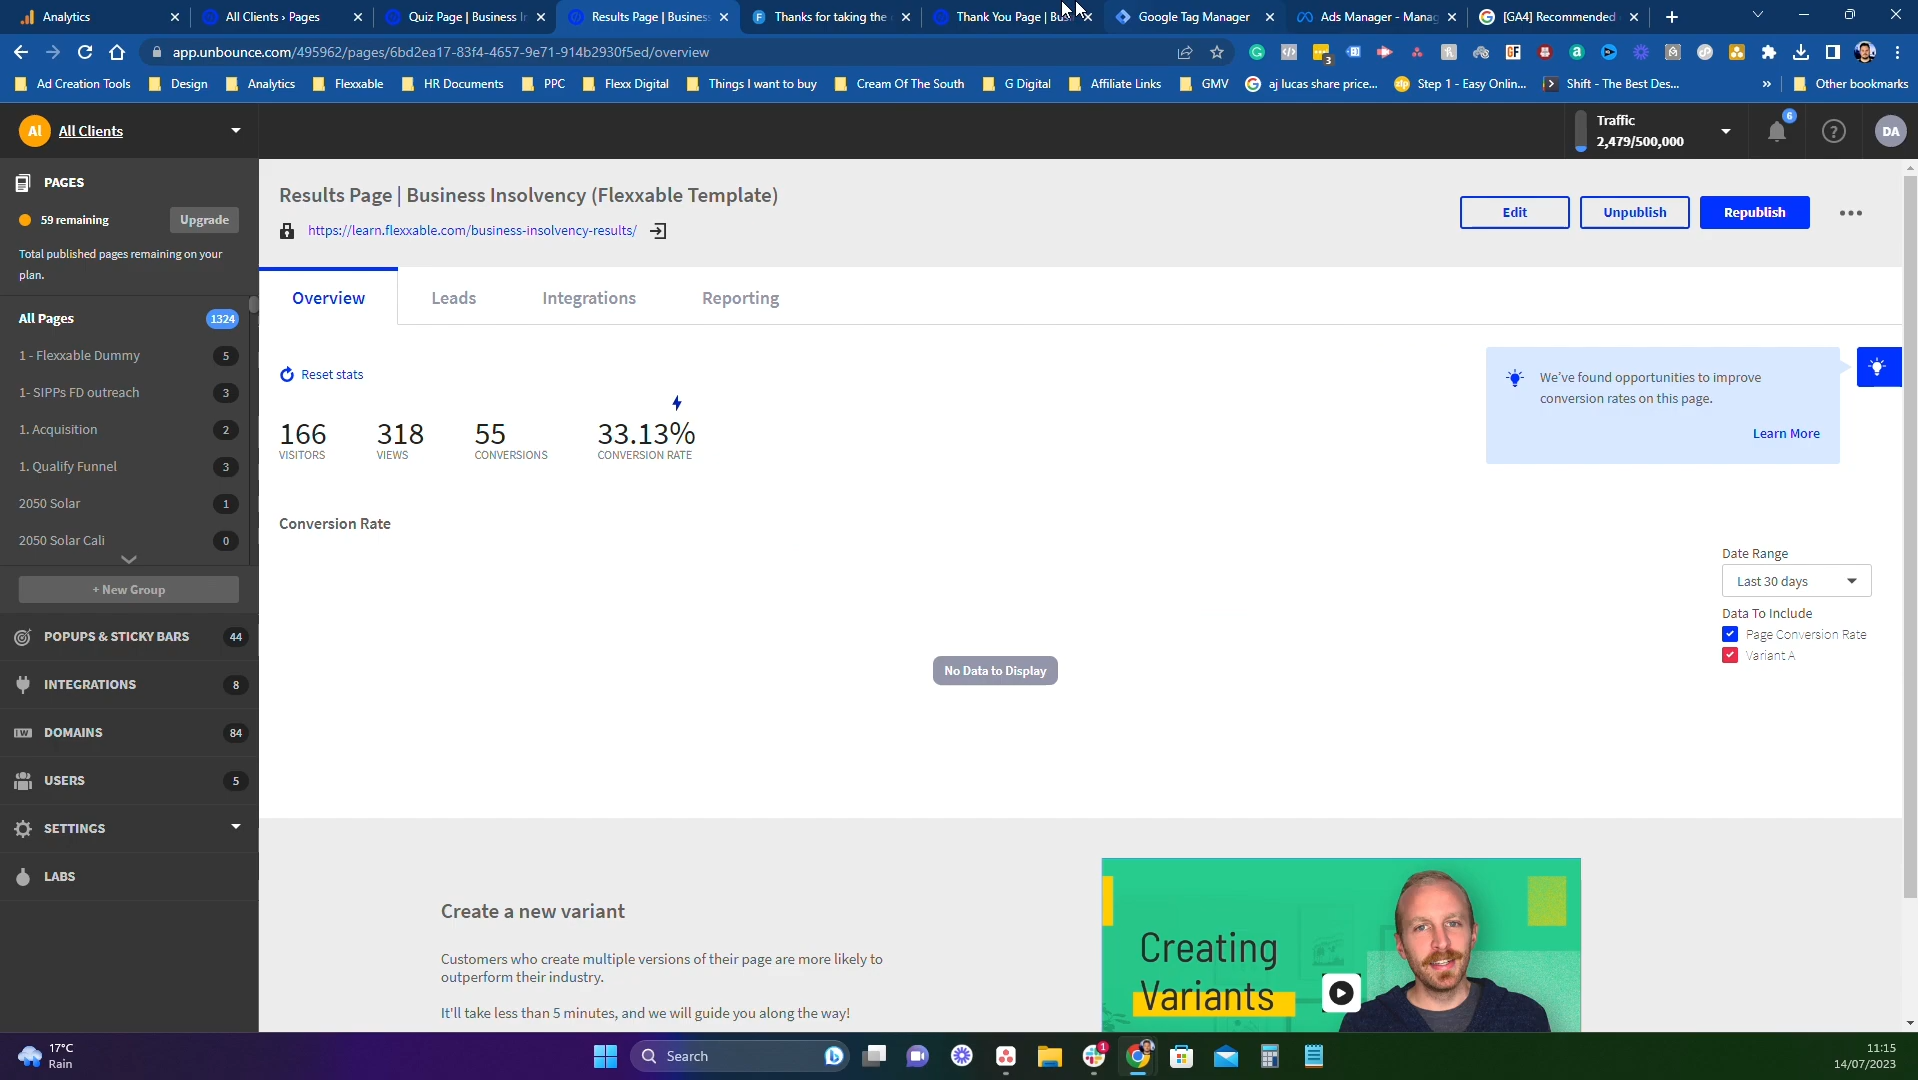 Analytics
All Clients › Pages
Quiz Page | Business
Results Page | Business
Thanks for taking the
Thank You Page |
Google Tag Manager
Ads Manager - Manag
[GA4] Recommended
app.unbounce.com/495962/pages/6bd2ea17-83f4-4657-9e71-914b2930f5ed/overview
3
Ad Creation Tools
Design
Analytics
Flexxable
HR Documents
PPC
Flexx Digital
Things I want to buy
Cream Of The South
G Digital
Affiliate Links
GMV
aj lucas share price...
Step 1 - Easy Onlin...
Shift - The Best Des...
»
Other bookmarks
Al All Clients
Traffic
2,479/500,000
6
?
DA
PAGES
59 remaining
Upgrade
Total published pages remaining on your
plan.
All Pages 1324
1 - Flexxable Dummy 5
1- SIPPs FD outreach 3
1. Acquisition 2
1. Qualify Funnel 3
2050 Solar 1
2050 Solar Cali 0
+ New Group
POPUPS & STICKY BARS 44
INTEGRATIONS 8
DOMAINS 84
USERS 5
SETTINGS
LABS
Results Page | Business Insolvency (Flexxable Template)
https://learn.flexxable.com/business-insolvency-results/
Edit
Unpublish
Republish
Overview
Leads
Integrations
Reporting
Reset stats
166 318 55 33.13%
VISITORS VIEWS CONVERSIONS CONVERSION RATE
We've found opportunities to improve
conversion rates on this page.
Learn More
Conversion Rate
Date Range
Last 30 days
Data To Include
Page Conversion Rate
Variant A
No Data to Display
Create a new variant
Customers who create multiple versions of their page are more likely to
outperform their industry.
It'll take less than 5 minutes, and we will guide you along the way!
Creating
Variants
17°C
Rain
Search
1
11:15
14/07/2023